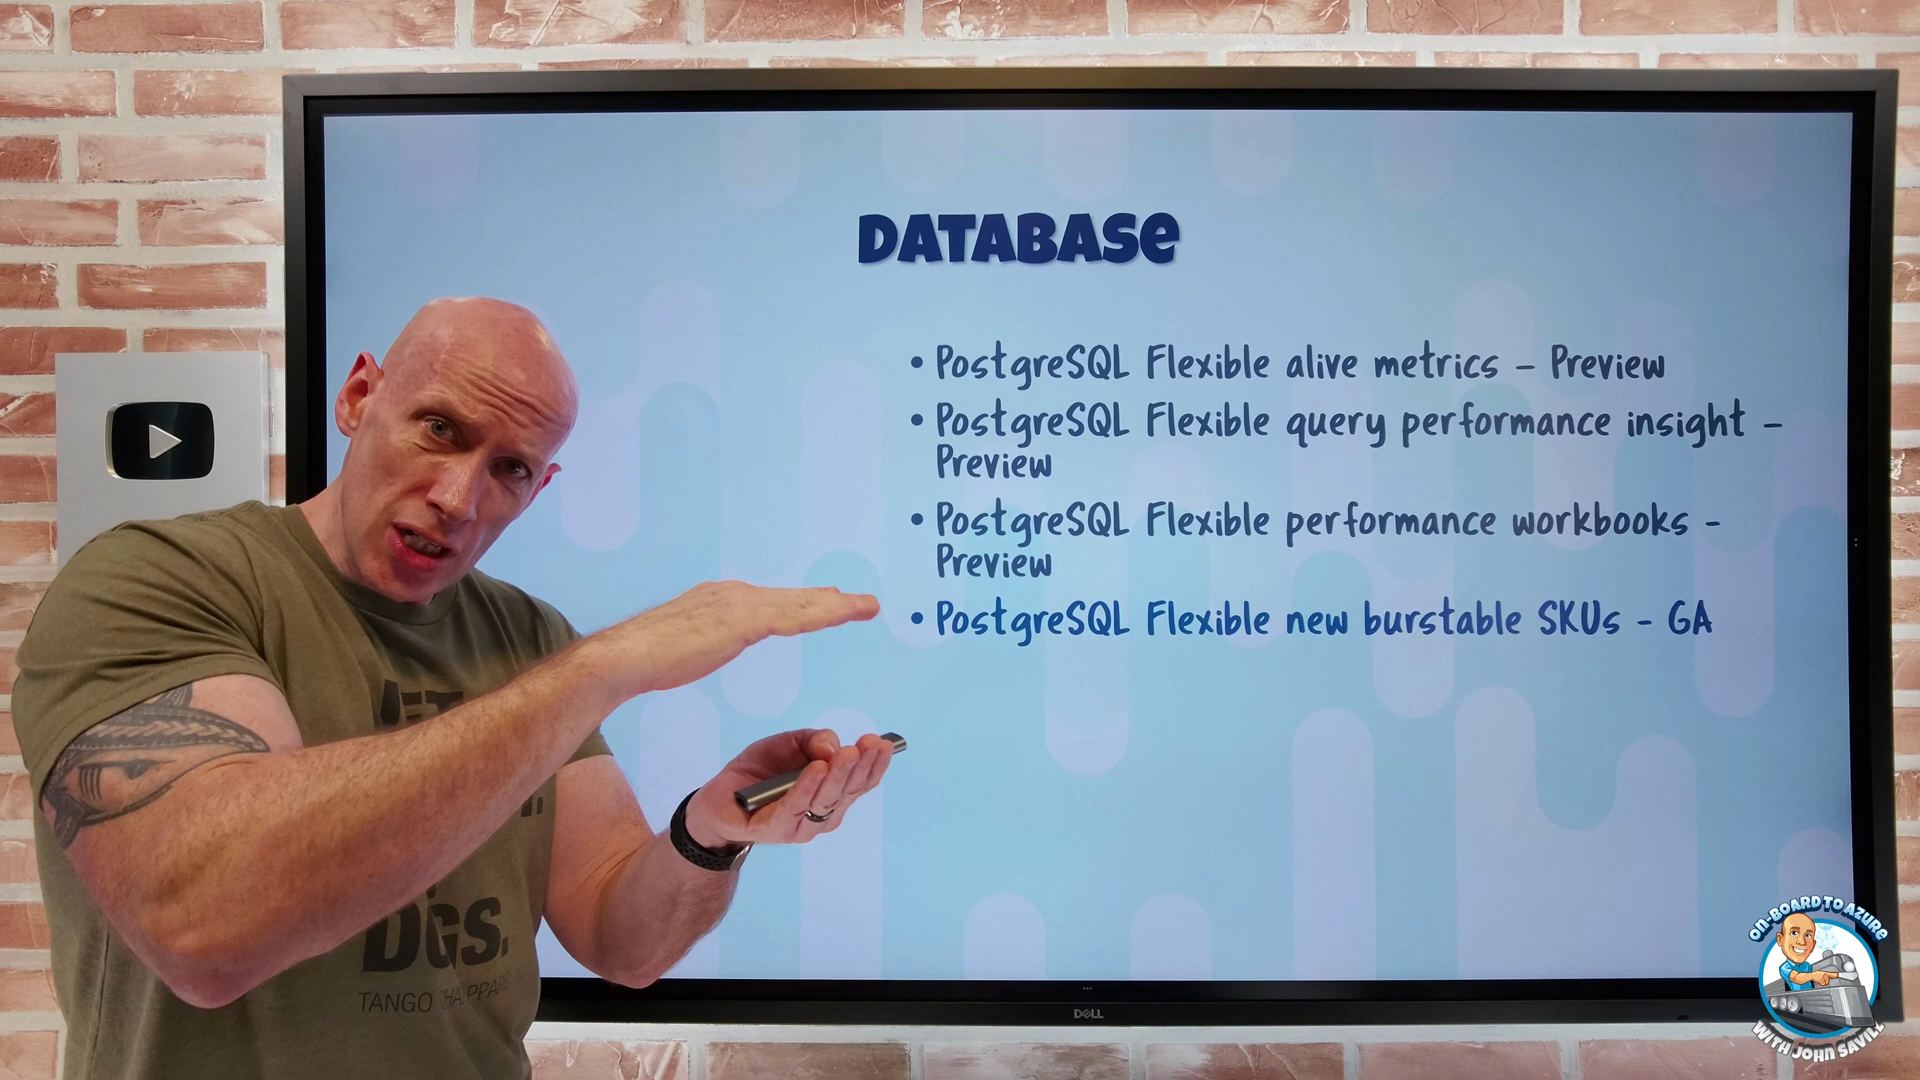 DATABASE
• PostgreSQL Flexible alive metrics – Preview
• PostgreSQL Flexible query performance insight –
Preview
• PostgreSQL Flexible performance workbooks -
Preview
• PostgreSQL Flexible new burstable SKUs - GA
DGS.
TANGO
DELL
ON-BOARD TO AZURE
WITH JOHN SAVILL